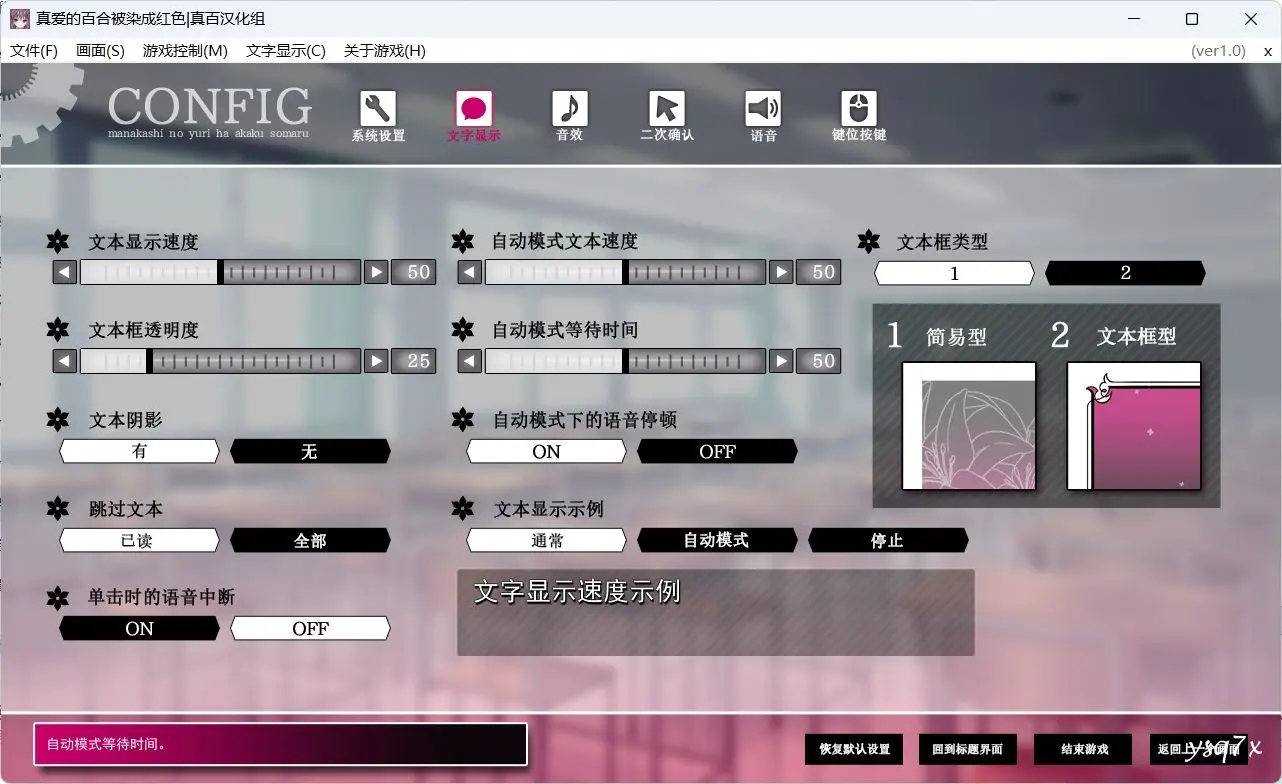 真爱的百合被染成红色|真百汉化组
文件(F) 画面(S) 游戏控制(M) 文字显示(C) 关于游戏(H) (ver1.0) x
CONFIG
manakashi no yuri ha akaku somaru
系统设置 文字显示 音效 二次确认 语音 键位按键
文本显示速度 自动模式文本速度 文本框类型
50 50 1 2
文本框透明度 自动模式等待时间 1 简易型 2 文本框型
25 50
文本阴影 自动模式下的语音停顿
有 无 ON OFF
跳过文本 文本显示示例
已读 全部 通常 自动模式 停止
单击时的语音中断 文字显示速度示例
ON OFF
自动模式等待时间。
恢复默认设置 回到标题界面 结束游戏 返回上
ysq7x